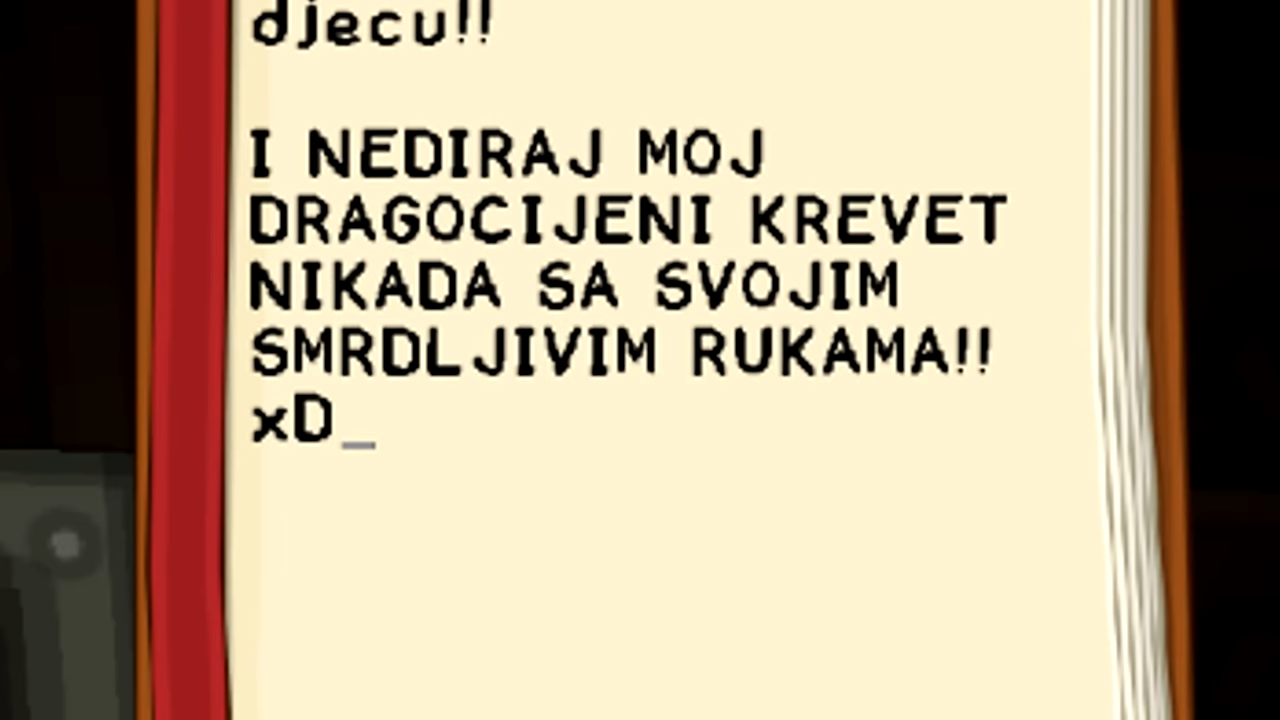 djecu!!
I NEDIRAJ MOJ
DRAGOCIJENI KREVET
NIKADA SA SVOJIM
SMRDLJIVIM RUKAMA!!
xD_